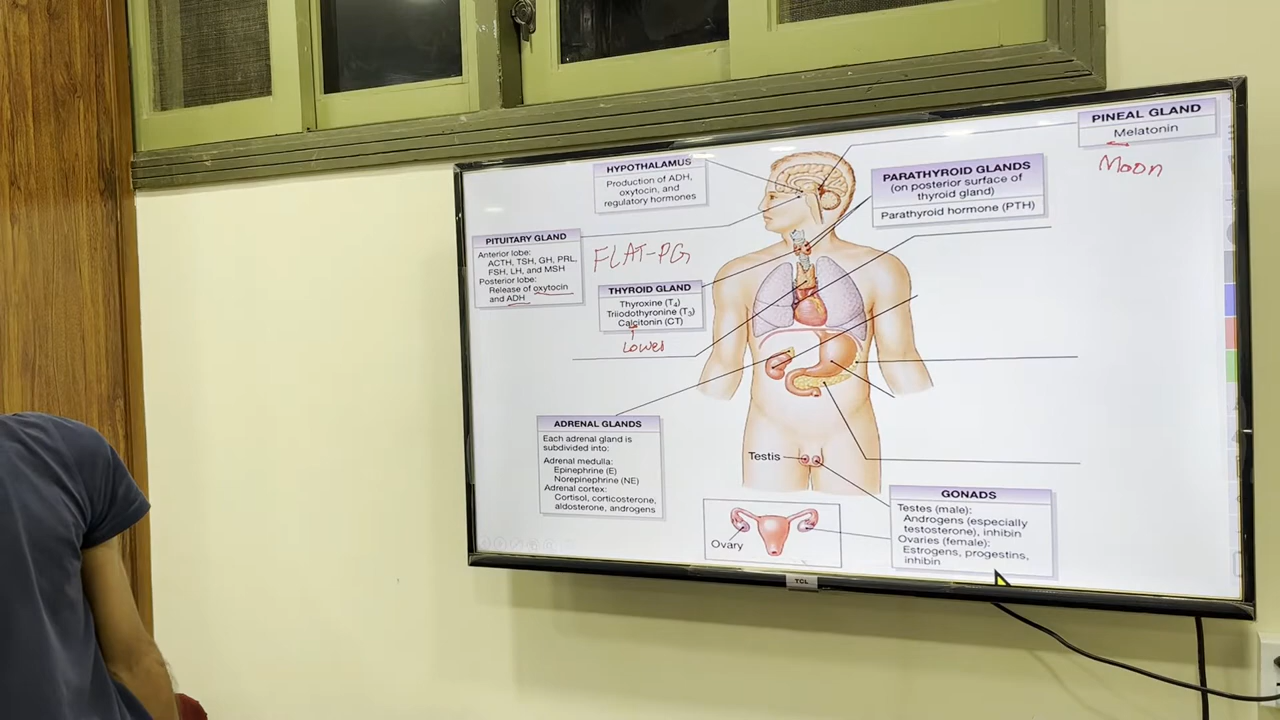 PINEAL GLAND
Melatonin
Moon
HYPOTHALAMUS
Production of ADH,
oxytocin, and
regulatory hormones
PARATHYROID GLANDS
(on posterior surface of
thyroid gland)
Parathyroid hormone (PTH)
PITUITARY GLAND
Anterior lobe:
ACTH, TSH, GH, PRL,
FSH, LH, and MSH
Posterior lobe:
Release of oxytocin
and ADH
FLAT-PG
THYROID GLAND
Thyroxine (T₄)
Triiodothyronine (T₃)
Calcitonin (CT)
Lower
ADRENAL GLANDS
Each adrenal gland is
subdivided into:
Adrenal medulla:
Epinephrine (E)
Norepinephrine (NE)
Adrenal cortex:
Cortisol, corticosterone,
aldosterone, androgens
Testis
Ovary
GONADS
Testes (male):
Androgens (especially
testosterone), inhibin
Ovaries (female):
Estrogens, progestins,
inhibin
TCL